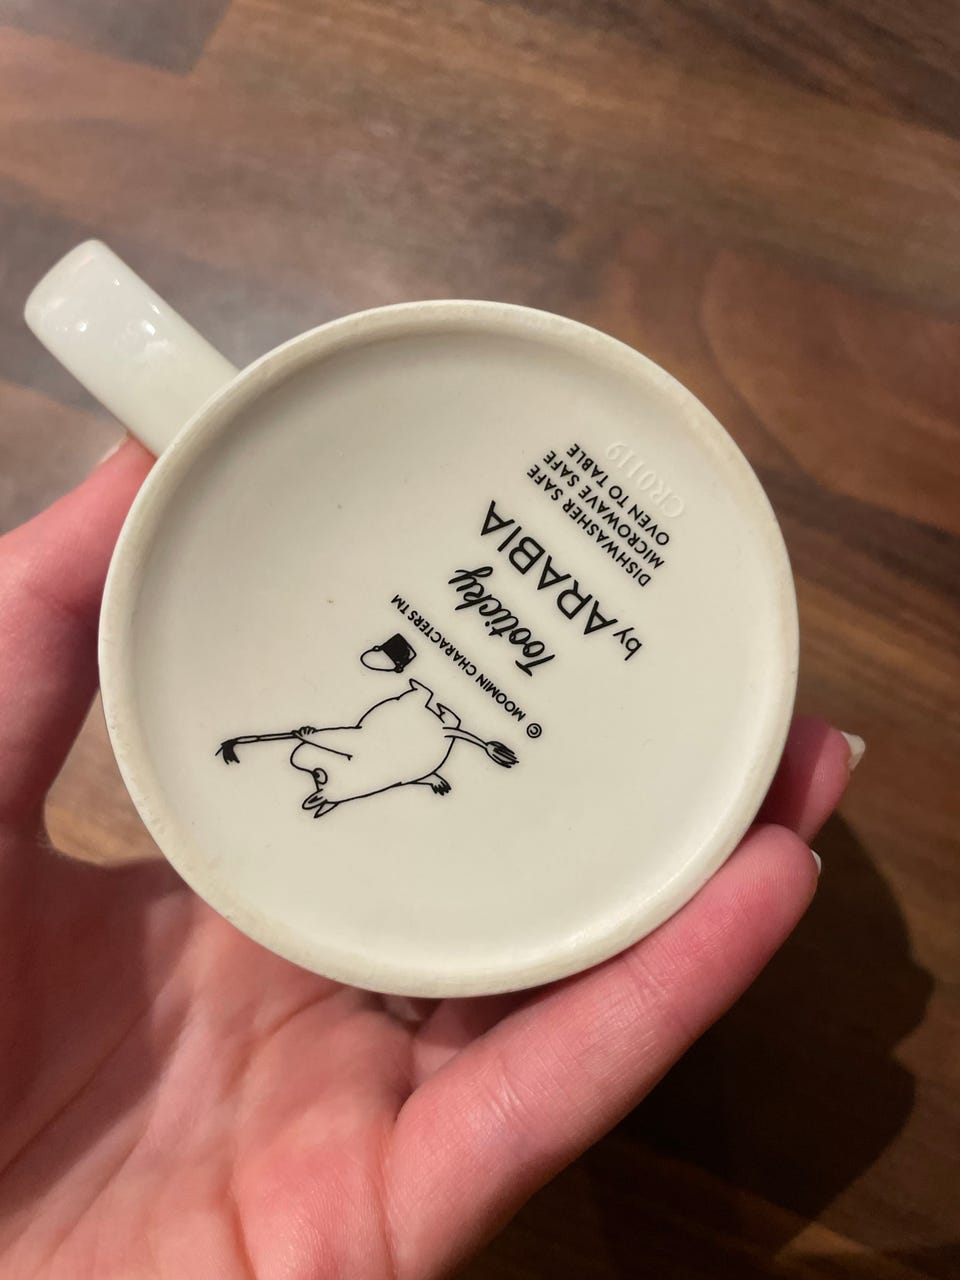 © MOOMIN CHARACTERS TM
Tooticky
by ARABIA
DISHWASHER SAFE
MICROWAVE SAFE
OVEN TO TABLE
CR0119